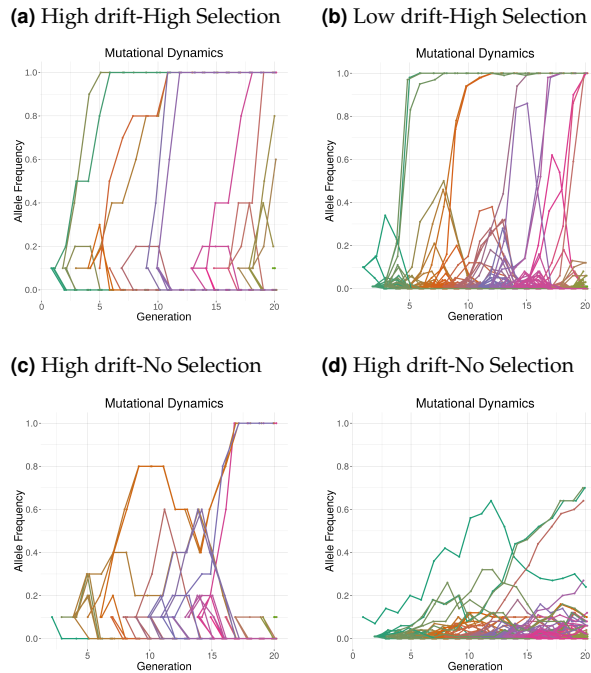 (a) High drift-High Selection
(b) Low drift-High Selection
Mutational Dynamics
Mutational Dynamics
Allele Frequency
1.0
0.8
0.6
0.4
0.2
0.0
0
5
10
15
20
Generation
Allele Frequency
1.0
0.8
0.6
0.4
0.2
0.0
5
10
15
20
Generation
(c) High drift-No Selection
(d) High drift-No Selection
Mutational Dynamics
Mutational Dynamics
Allele Frequency
1.0
0.8
0.6
0.4
0.2
0.0
5
10
15
20
Generation
Allele Frequency
1.0
0.8
0.6
0.4
0.2
0.0
0
5
10
15
20
Generation